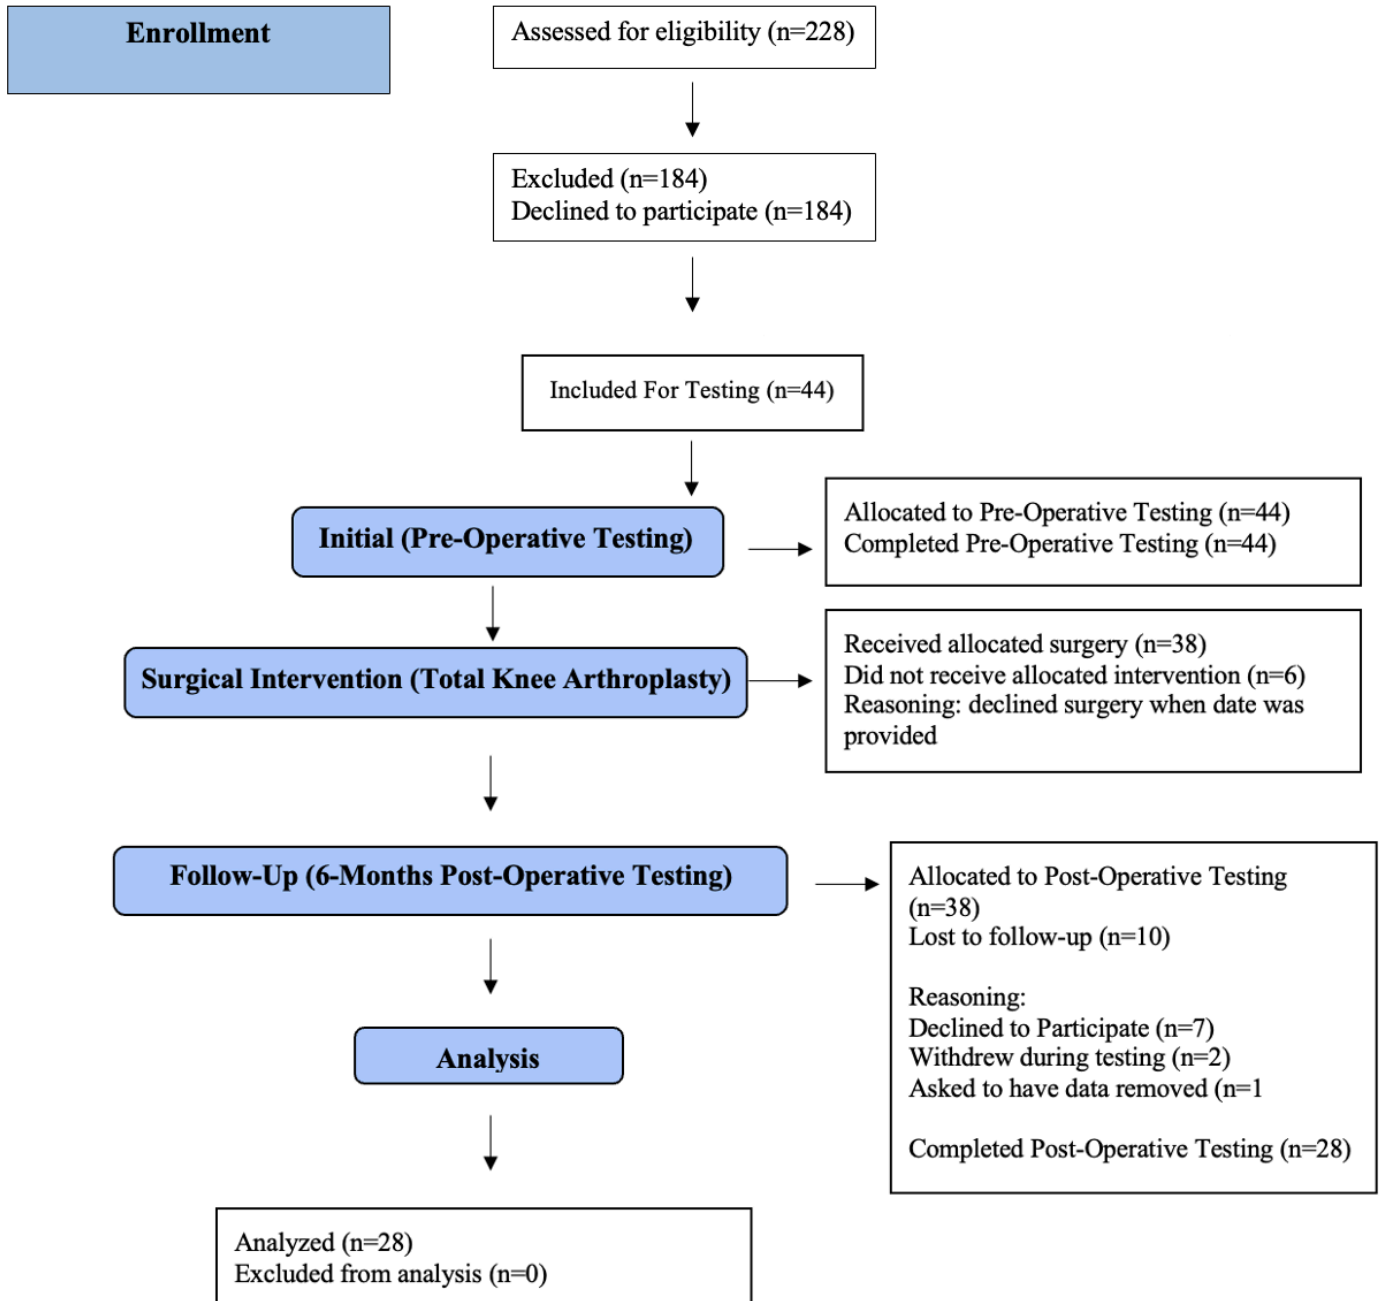 Enrollment
Assessed for eligibility (n=228)
Excluded (n=184)
Declined to participate (n=184)
Included For Testing (n=44)
Initial (Pre-Operative Testing)
Allocated to Pre-Operative Testing (n=44)
Completed Pre-Operative Testing (n=44)
Surgical Intervention (Total Knee Arthroplasty)
Received allocated surgery (n=38)
Did not receive allocated intervention (n=6)
Reasoning: declined surgery when date was
provided
Follow-Up (6-Months Post-Operative Testing)
Allocated to Post-Operative Testing
(n=38)
Lost to follow-up (n=10)
Reasoning:
Declined to Participate (n=7)
Withdrew during testing (n=2)
Asked to have data removed (n=1
Completed Post-Operative Testing (n=28)
Analysis
Analyzed (n=28)
Excluded from analysis (n=0)